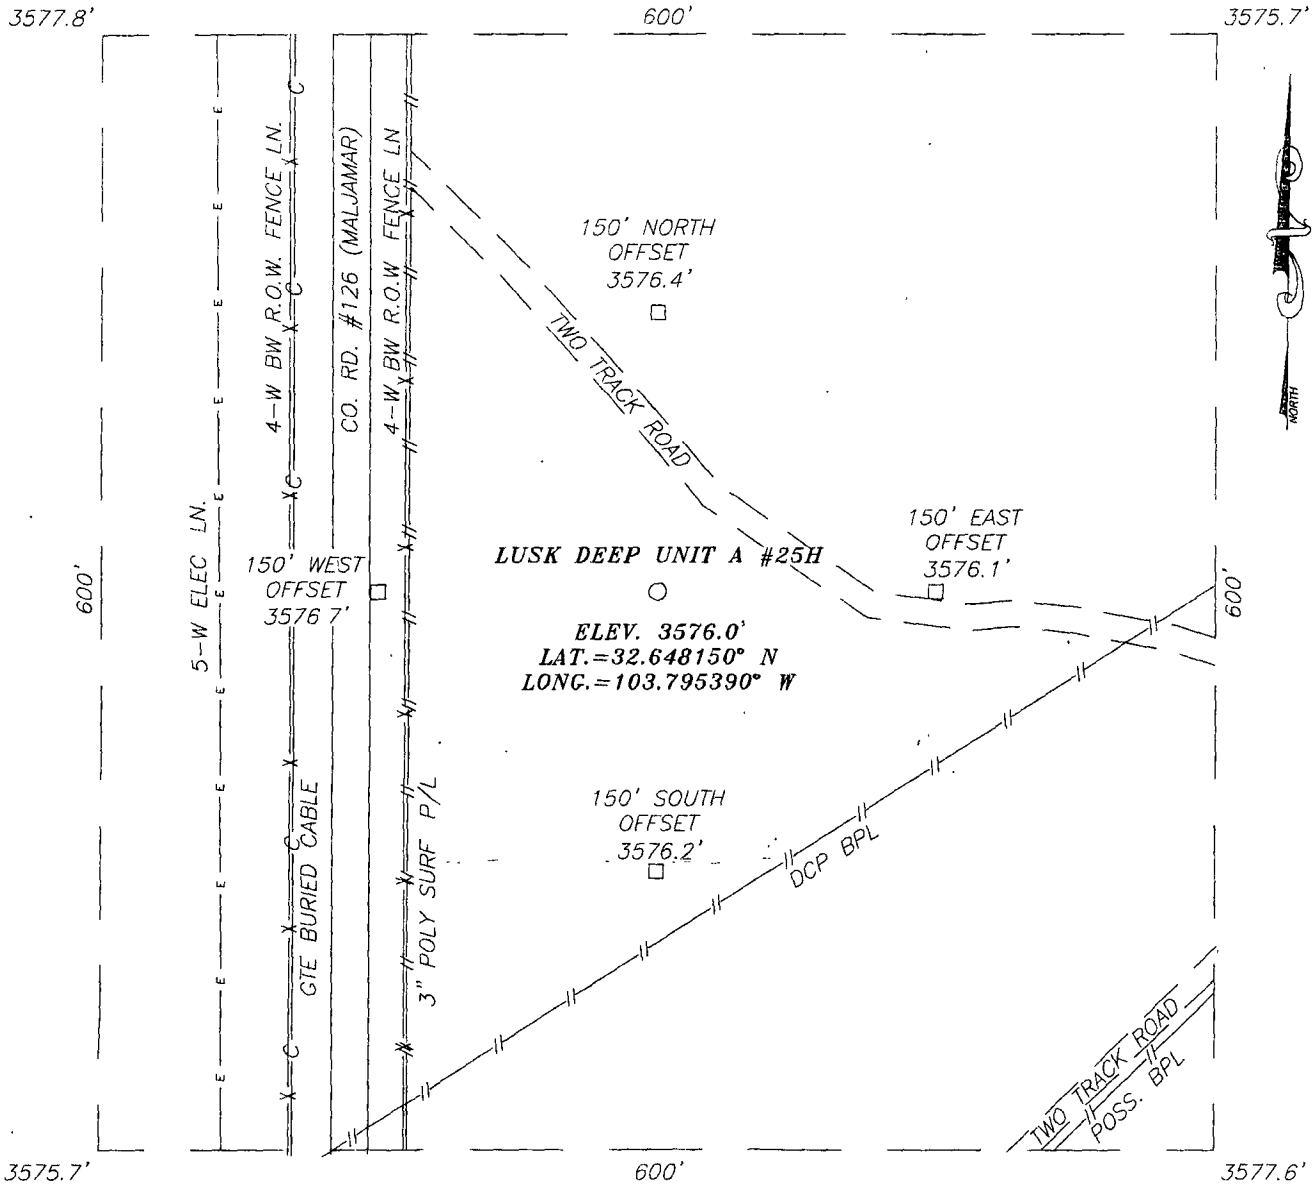 3577.8'
600'
3575.7'
4-W BW R.O.W. FENCE LN.
CO. RD. #126 (MALJAMAR)
4-W BW R.O.W FENCE LN
150' NORTH
OFFSET
3576.4'
TWO TRACK ROAD
NORTH
5-W ELEC LN.
600'
150' WEST
OFFSET
3576 7'
LUSK DEEP UNIT A #25H
ELEV. 3576.0'
LAT.=32.648150° N
LONG.=103.795390° W
150' EAST
OFFSET
3576.1'
600'
GTE BURIED CABLE
3" POLY SURF P/L
150' SOUTH
OFFSET
3576.2'
DCP BPL
TWO TRACK ROAD
POSS. BPL
3575.7'
600'
3577.6'